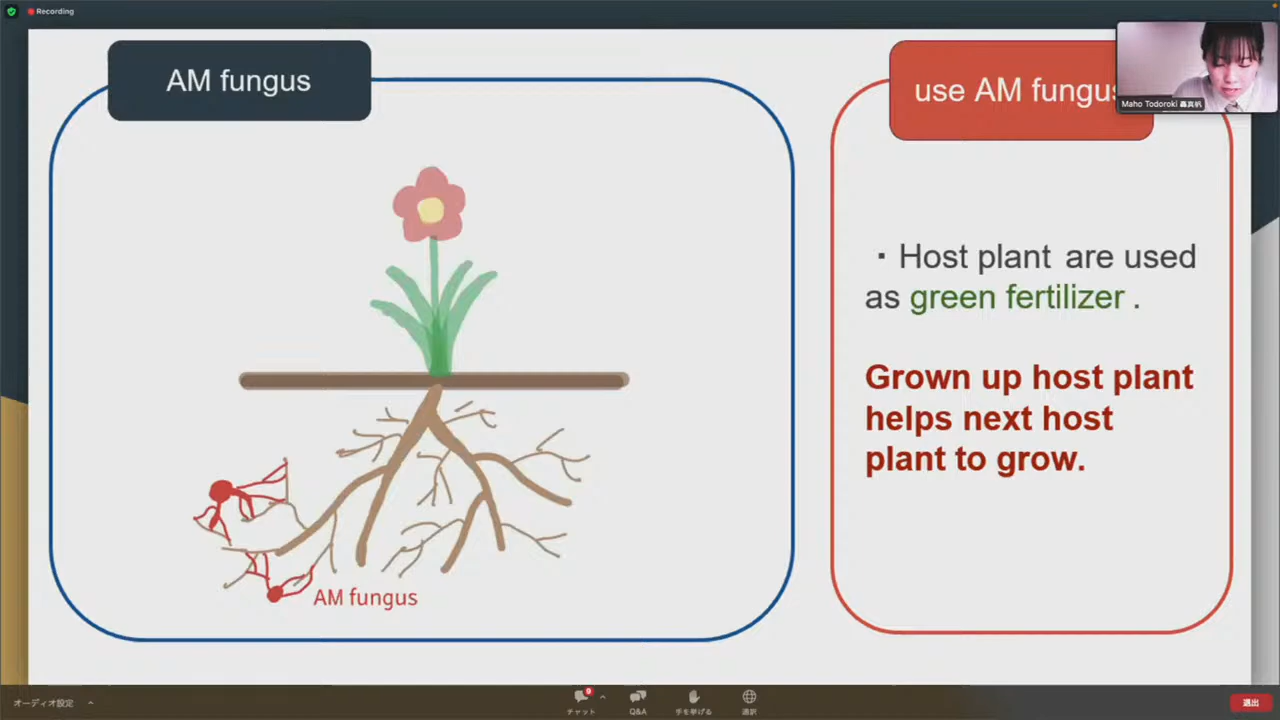 Recording
AM fungus
use AM fungus
Maho Todoroki 轟真帆
・Host plant are used
as green fertilizer .
Grown up host plant
helps next host
plant to grow.
AM fungus
オーディオ設定
9
チャット
Q&A
手を挙げる
通訳
退出